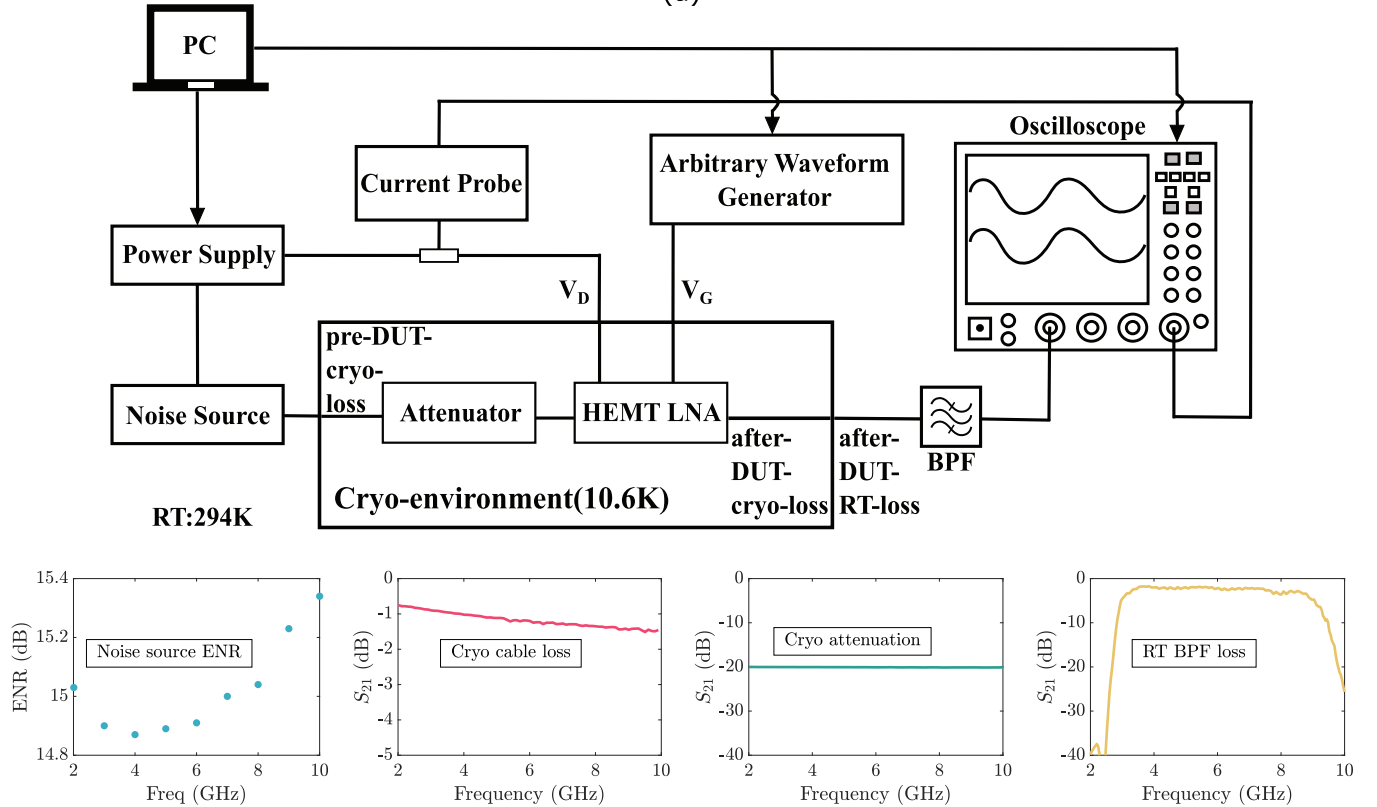 (a)
PC
Oscilloscope
Current Probe
Arbitrary Waveform
Generator
Power Supply
V_D
V_G
pre-DUT-
cryo-
loss
Noise Source
Attenuator
HEMT LNA
after-
DUT-
cryo-loss
after-
DUT-
RT-loss
BPF
Cryo-environment(10.6K)
RT:294K
15.4
15.2
15
14.8
ENR (dB)
Noise source ENR
2
4
6
8
10
Freq (GHz)
0
-1
-2
-3
-4
-5
S_21 (dB)
Cryo cable loss
2
4
6
8
10
Frequency (GHz)
0
-10
-20
-30
-40
S_21 (dB)
Cryo attenuation
2
4
6
8
10
Frequency (GHz)
0
-10
-20
-30
-40
S_21 (dB)
RT BPF loss
2
4
6
8
10
Frequency (GHz)